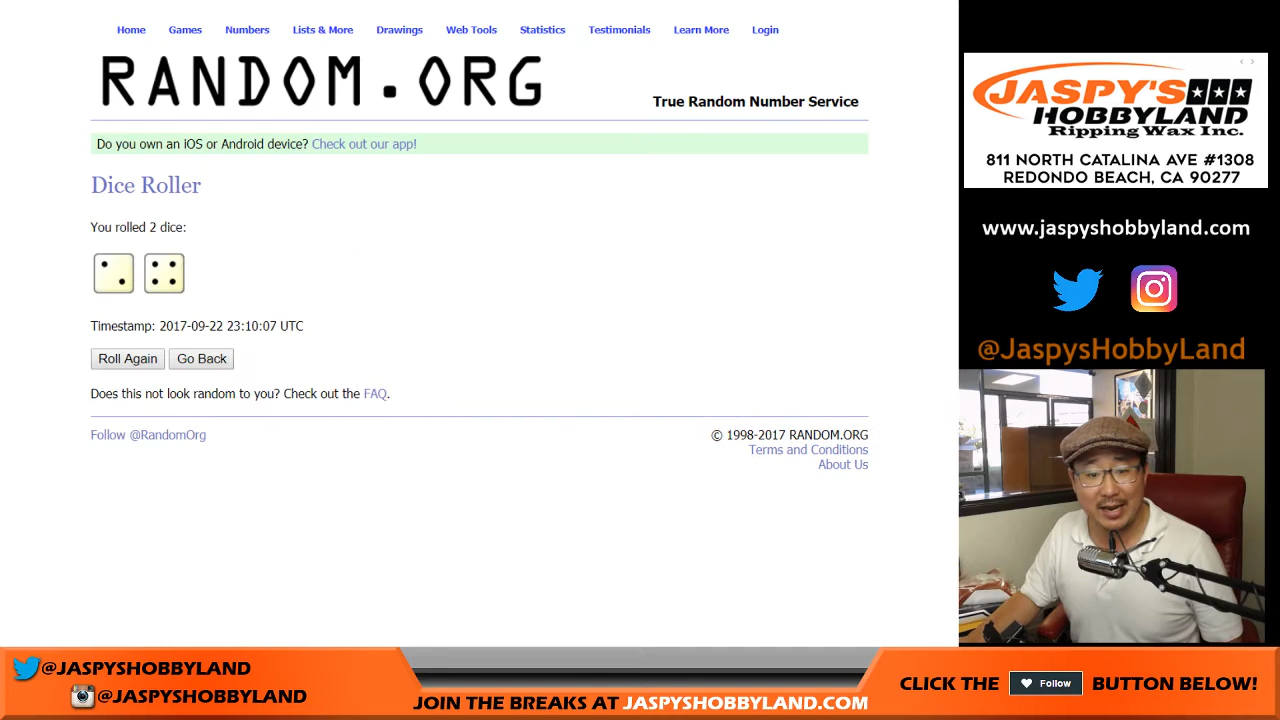 Home Games Numbers Lists & More Drawings Web Tools Statistics Testimonials Learn More Login
RANDOM.ORG
True Random Number Service
Do you own an iOS or Android device? Check out our app!
Dice Roller
You rolled 2 dice:
Timestamp: 2017-09-22 23:10:07 UTC
Roll Again Go Back
Does this not look random to you? Check out the FAQ.
Follow @RandomOrg
© 1998-2017 RANDOM.ORG
Terms and Conditions
About Us
JASPY'S
HOBBYLAND
Ripping Wax Inc.
811 NORTH CATALINA AVE #1308
REDONDO BEACH, CA 90277
www.jaspyshobbyland.com
@JaspysHobbyLand
@JASPYSHOBBYLAND
@JASPYSHOBBYLAND
JOIN THE BREAKS AT JASPYSHOBBYLAND.COM
CLICK THE Follow BUTTON BELOW!